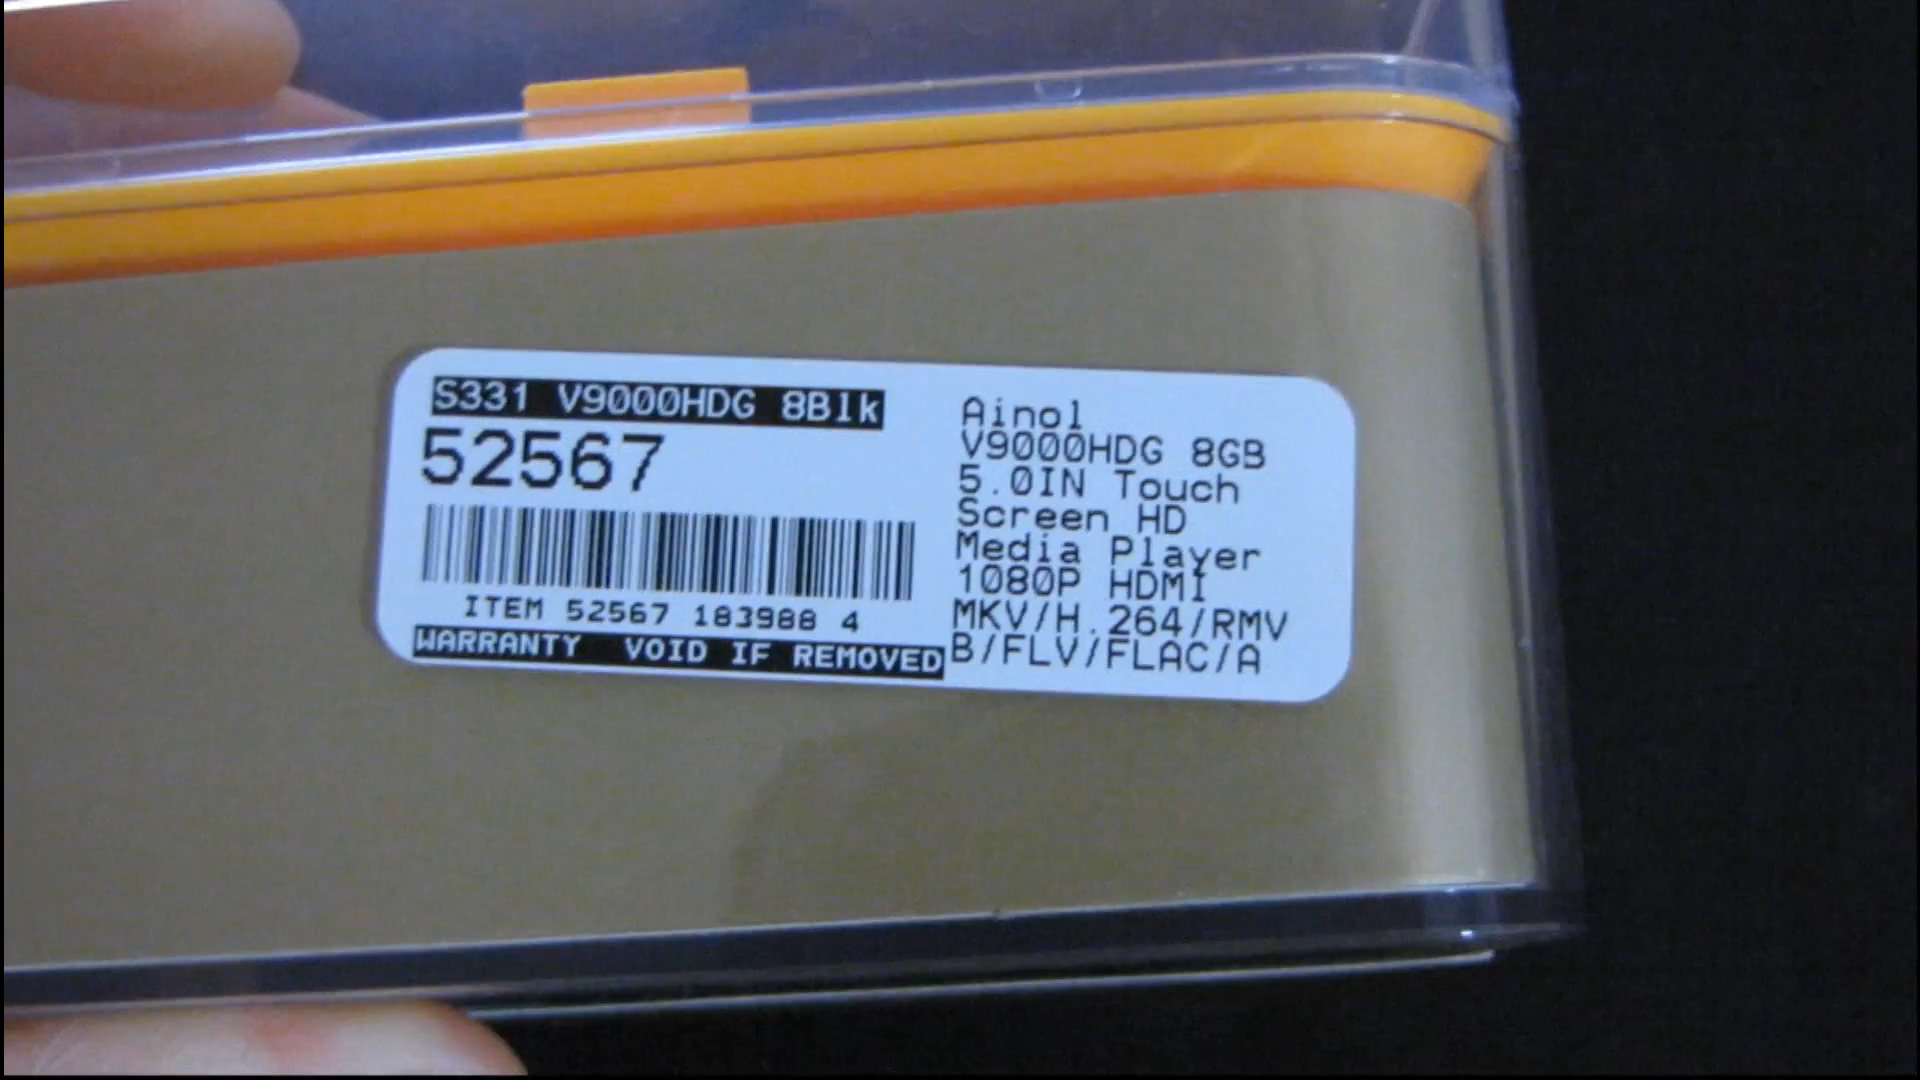 S331 V9000HDG 8Blk
52567
ITEM 52567 183988 4
WARRANTY VOID IF REMOVED
Ainol
V9000HDG 8GB
5.0IN Touch
Screen HD
Media Player
1080P HDMI
MKV/H.264/RMV
B/FLV/FLAC/A